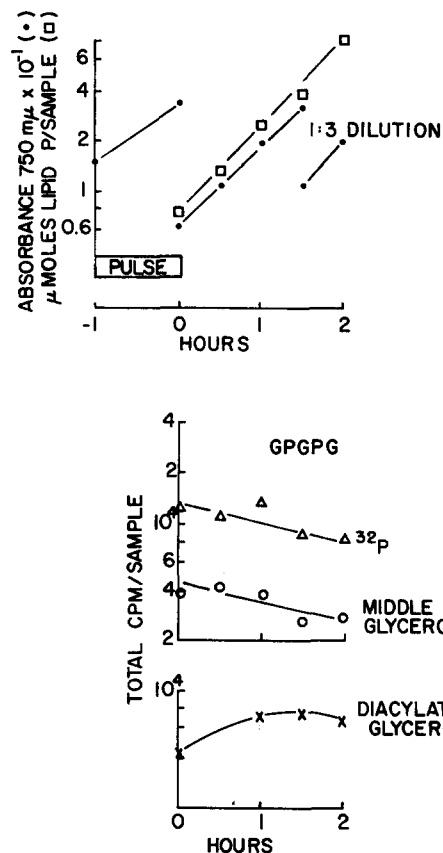 ABSORBANCE 750 mµ × 10⁻¹ (•)
µMOLES LIPID P/SAMPLE (□)
6
4
2
1
0.6
1:3 DILUTION
PULSE
-1
0
1
2
HOURS
TOTAL CPM/SAMPLE
4
2
10⁴
6
4
2
GPGPG
³²P
MIDDLE
GLYCERO
10⁴
DIACYLAT
GLYCER
0
1
2
HOURS